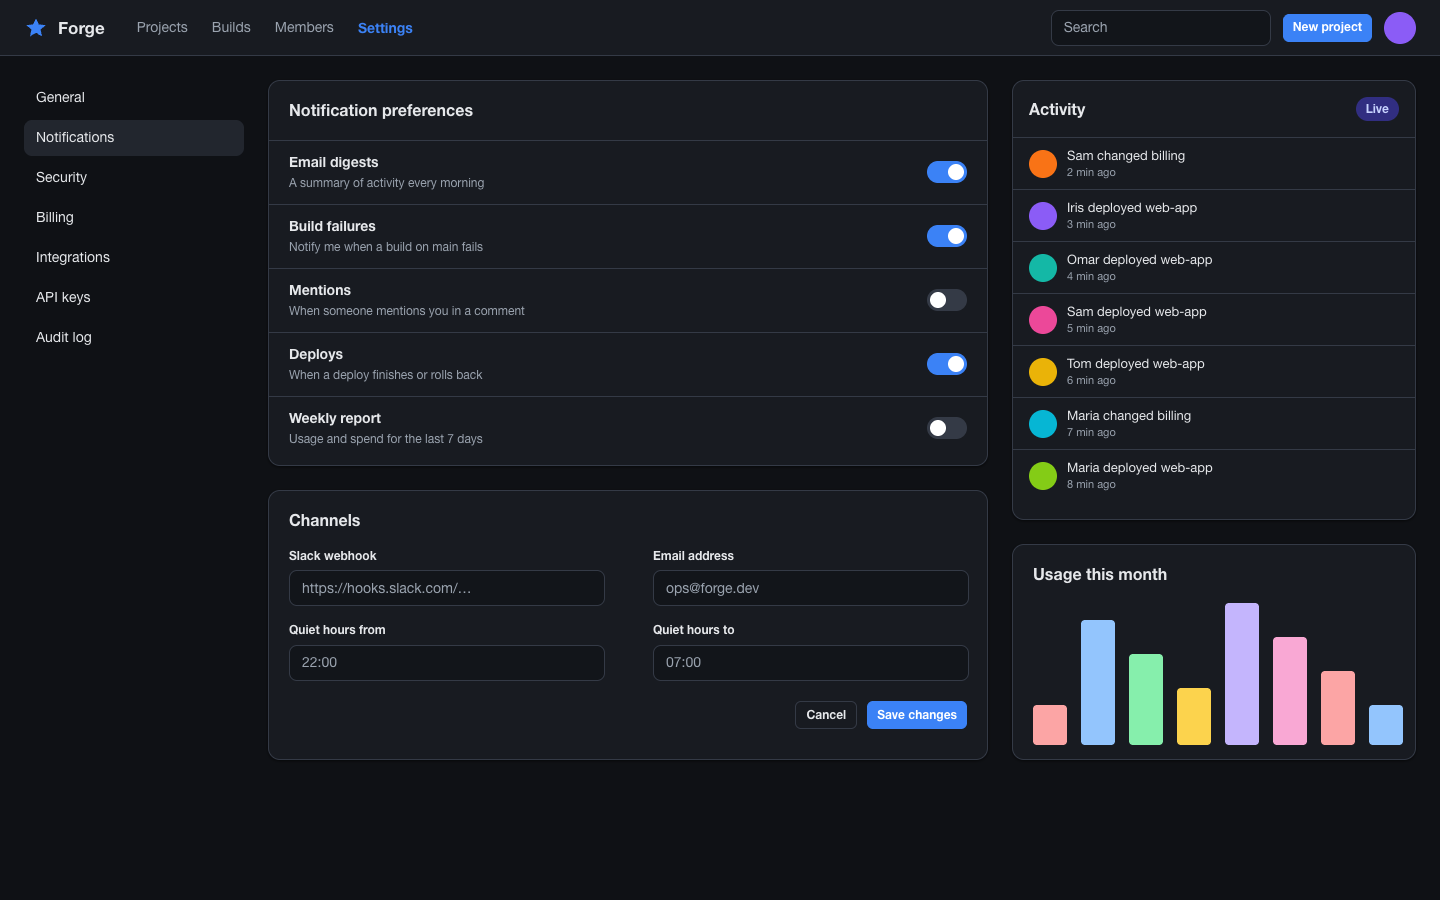 Forge
Projects
Builds
Members
Settings
Search
New project
General
Notifications
Security
Billing
Integrations
API keys
Audit log
Notification preferences
Email digests
A summary of activity every morning
Build failures
Notify me when a build on main fails
Mentions
When someone mentions you in a comment
Deploys
When a deploy finishes or rolls back
Weekly report
Usage and spend for the last 7 days
Channels
Slack webhook
https://hooks.slack.com/…
Email address
ops@forge.dev
Quiet hours from
22:00
Quiet hours to
07:00
Cancel
Save changes
Activity
Live
Sam changed billing
2 min ago
Iris deployed web-app
3 min ago
Omar deployed web-app
4 min ago
Sam deployed web-app
5 min ago
Tom deployed web-app
6 min ago
Maria changed billing
7 min ago
Maria deployed web-app
8 min ago
Usage this month